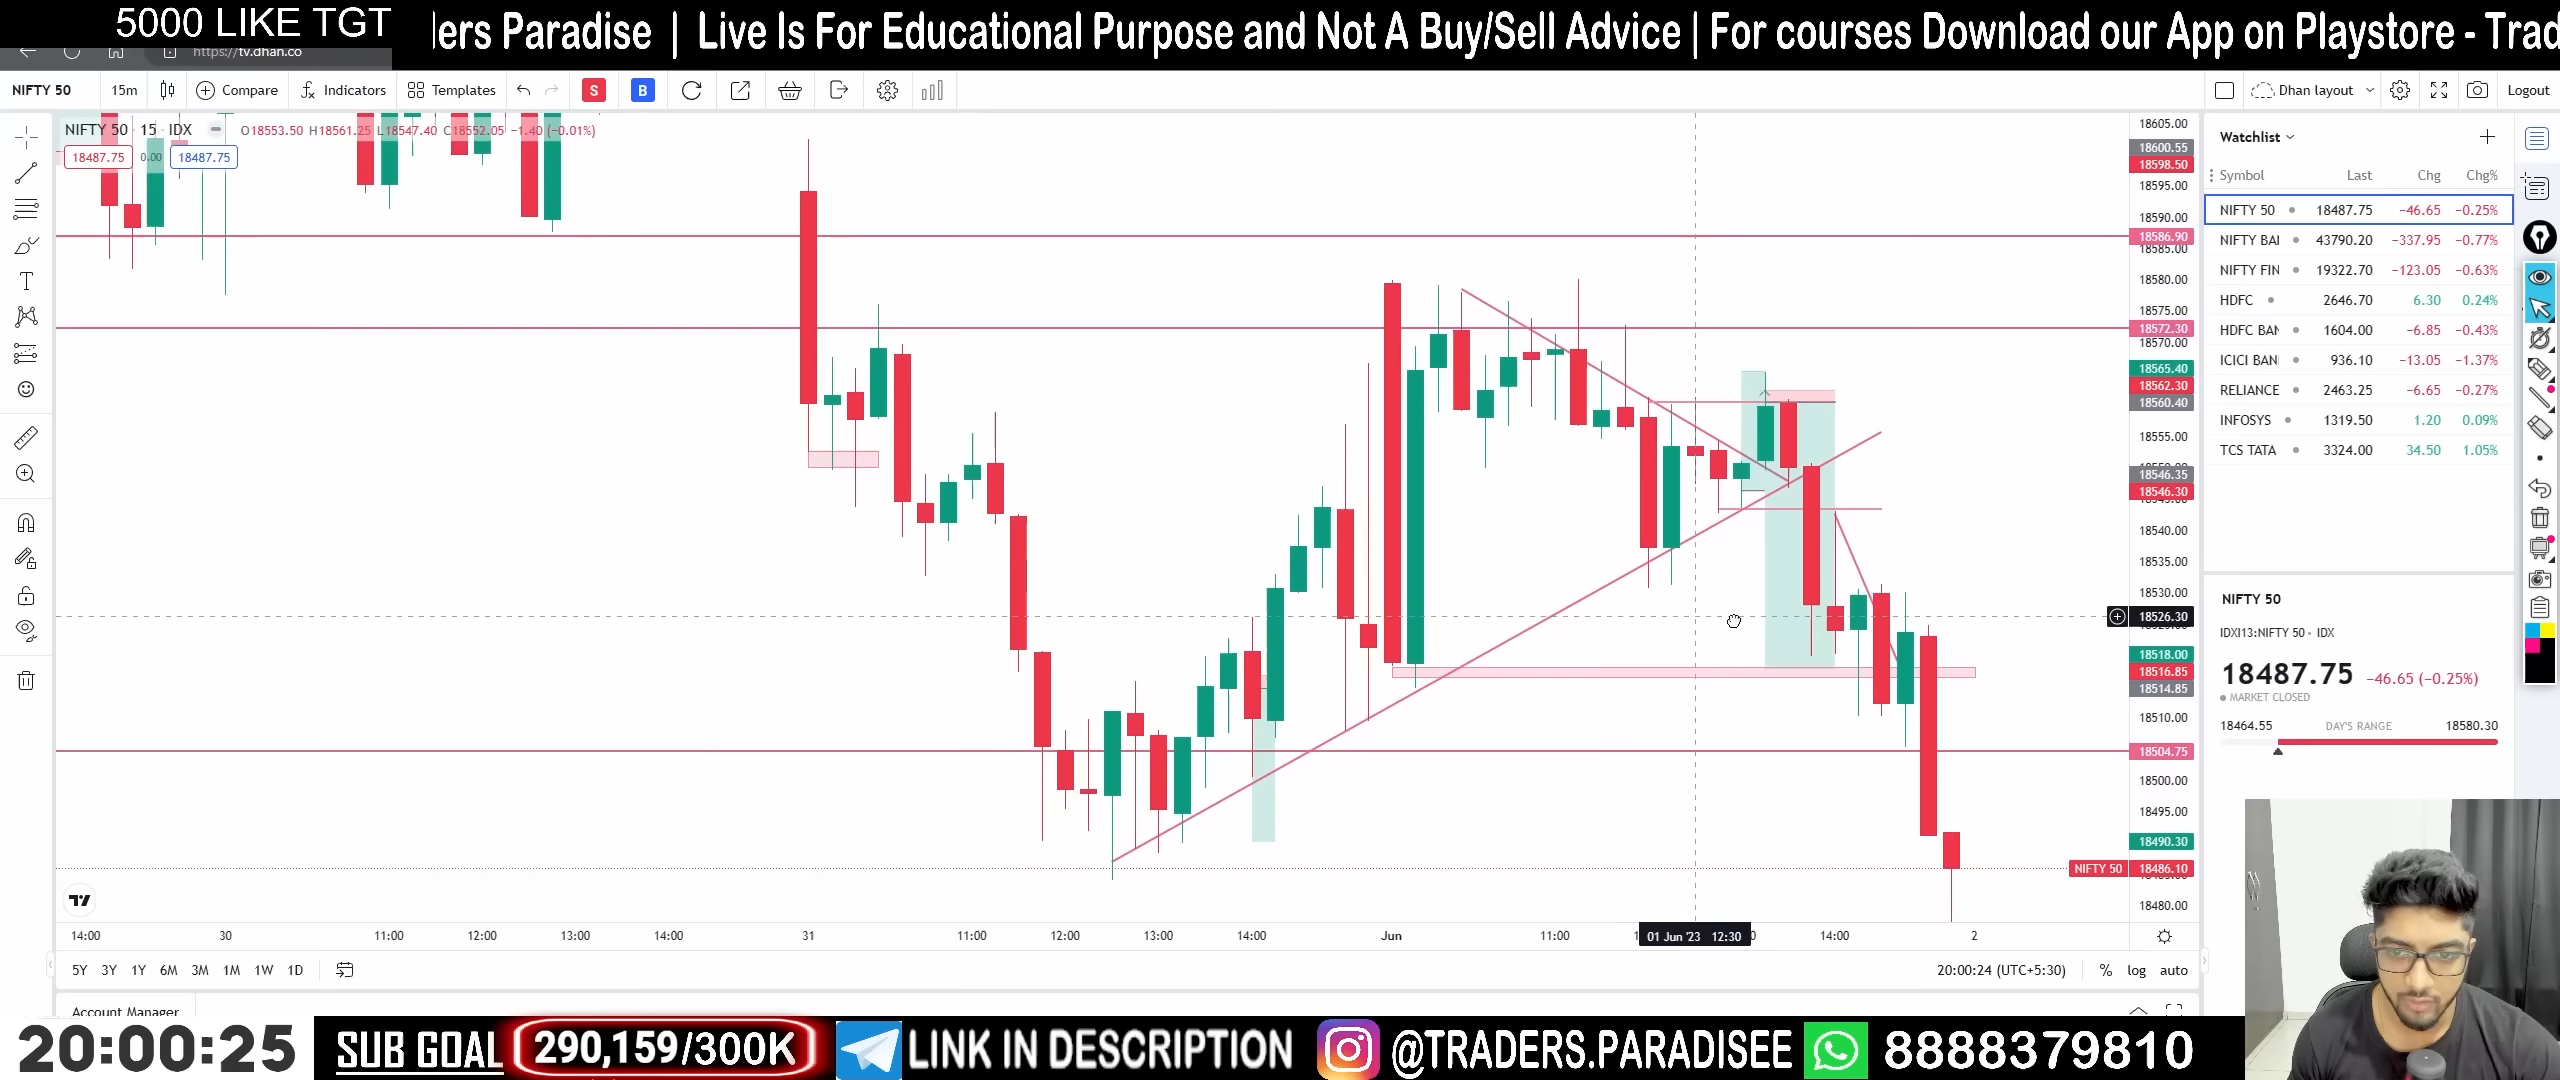 5000 LIKE TGT
ers Paradise | Live Is For Educational Purpose and Not A Buy/Sell Advice | For courses Download our App on Playstore - Trad
https://tv.dhan.co
NIFTY 50 15m Compare Indicators Templates S B Dhan layout Logout
NIFTY 50 · 15 · IDX O18553.50 H18561.25 L18547.40 C18552.05 −1.40 (−0.01%)
18487.75 0.00 18487.75
18605.00
18600.55
18598.50
18595.00
18590.00
18586.90
18585.00
18580.00
18575.00
18572.30
18570.00
18565.40
18562.30
18560.40
18555.00
18546.35
18546.30
18540.00
18535.00
18530.00
18526.30
18518.00
18516.85
18514.85
18510.00
18504.75
18500.00
18495.00
18490.30
NIFTY 50 18486.10
18480.00
14:00 30 11:00 12:00 13:00 14:00 31 11:00 12:00 13:00 14:00 Jun 11:00 01 Jun '23 12:30 14:00 2
5Y 3Y 1Y 6M 3M 1M 1W 1D 20:00:24 (UTC+5:30) % log auto
Account Manager
Watchlist
Symbol Last Chg Chg%
NIFTY 50 18487.75 −46.65 −0.25%
NIFTY BAI 43790.20 −337.95 −0.77%
NIFTY FIN 19322.70 −123.05 −0.63%
HDFC 2646.70 6.30 0.24%
HDFC BAN 1604.00 −6.85 −0.43%
ICICI BAN 936.10 −13.05 −1.37%
RELIANCE 2463.25 −6.65 −0.27%
INFOSYS 1319.50 1.20 0.09%
TCS TATA 3324.00 34.50 1.05%
NIFTY 50
IDXI13:NIFTY 50 · IDX
18487.75 −46.65 (−0.25%)
MARKET CLOSED
18464.55 DAY'S RANGE 18580.30
20:00:25 SUB GOAL 290,159/300K LINK IN DESCRIPTION @TRADERS.PARADISEE 8888379810